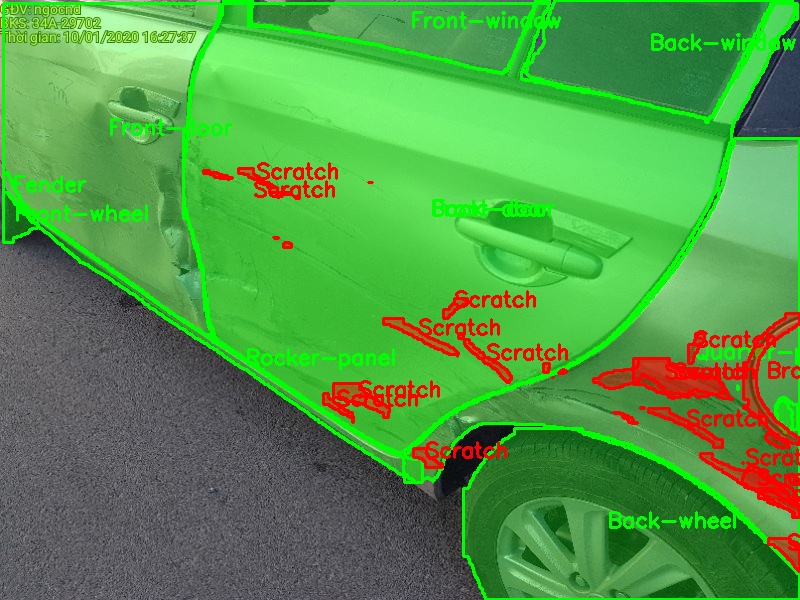 GDV: ngocnd
BKS: 34A-29702
Thời gian: 10/01/2020 16:27:37
Front-window
Back-window
Front-door
Scratch
Scratch
Fender
Front-wheel
Back-door
Scratch
Scratch
Scratch
Scratch
Rocker-panel
Scratch
Scratch
Scratch
Scratch
Scratch
Scratch
Back-wheel